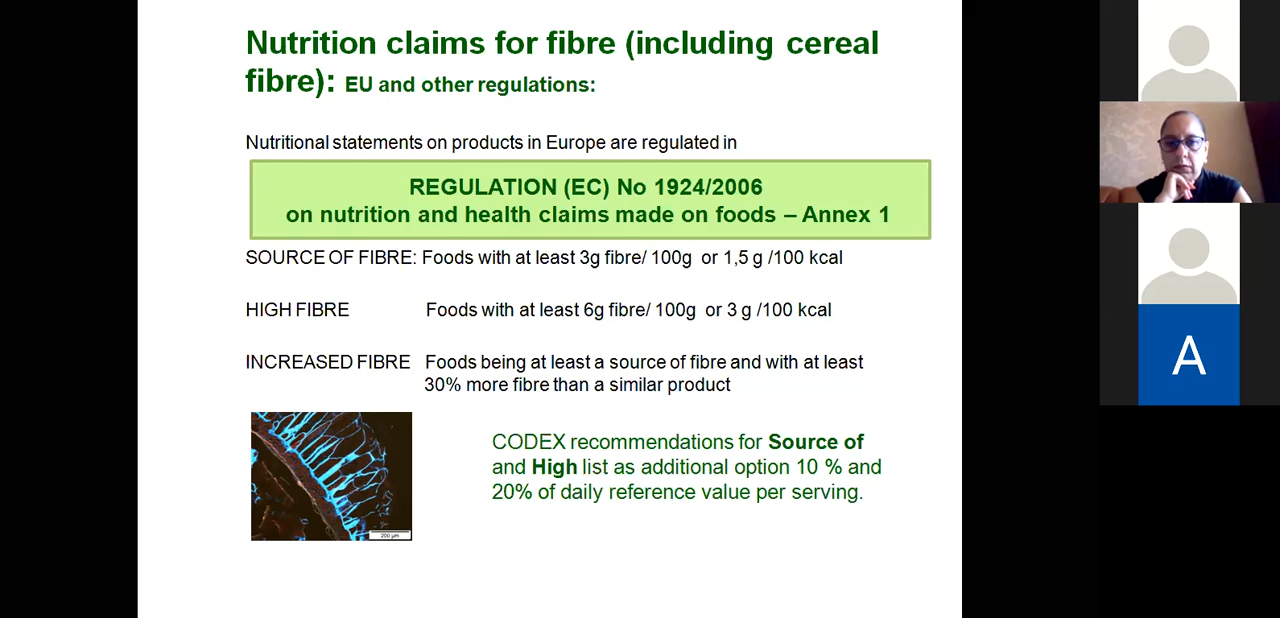 Nutrition claims for fibre (including cereal
fibre): EU and other regulations:
Nutritional statements on products in Europe are regulated in
REGULATION (EC) No 1924/2006
on nutrition and health claims made on foods – Annex 1
SOURCE OF FIBRE: Foods with at least 3g fibre/ 100g or 1,5 g /100 kcal
HIGH FIBRE Foods with at least 6g fibre/ 100g or 3 g /100 kcal
INCREASED FIBRE Foods being at least a source of fibre and with at least
30% more fibre than a similar product
CODEX recommendations for Source of
and High list as additional option 10 % and
20% of daily reference value per serving.
200 µm
A